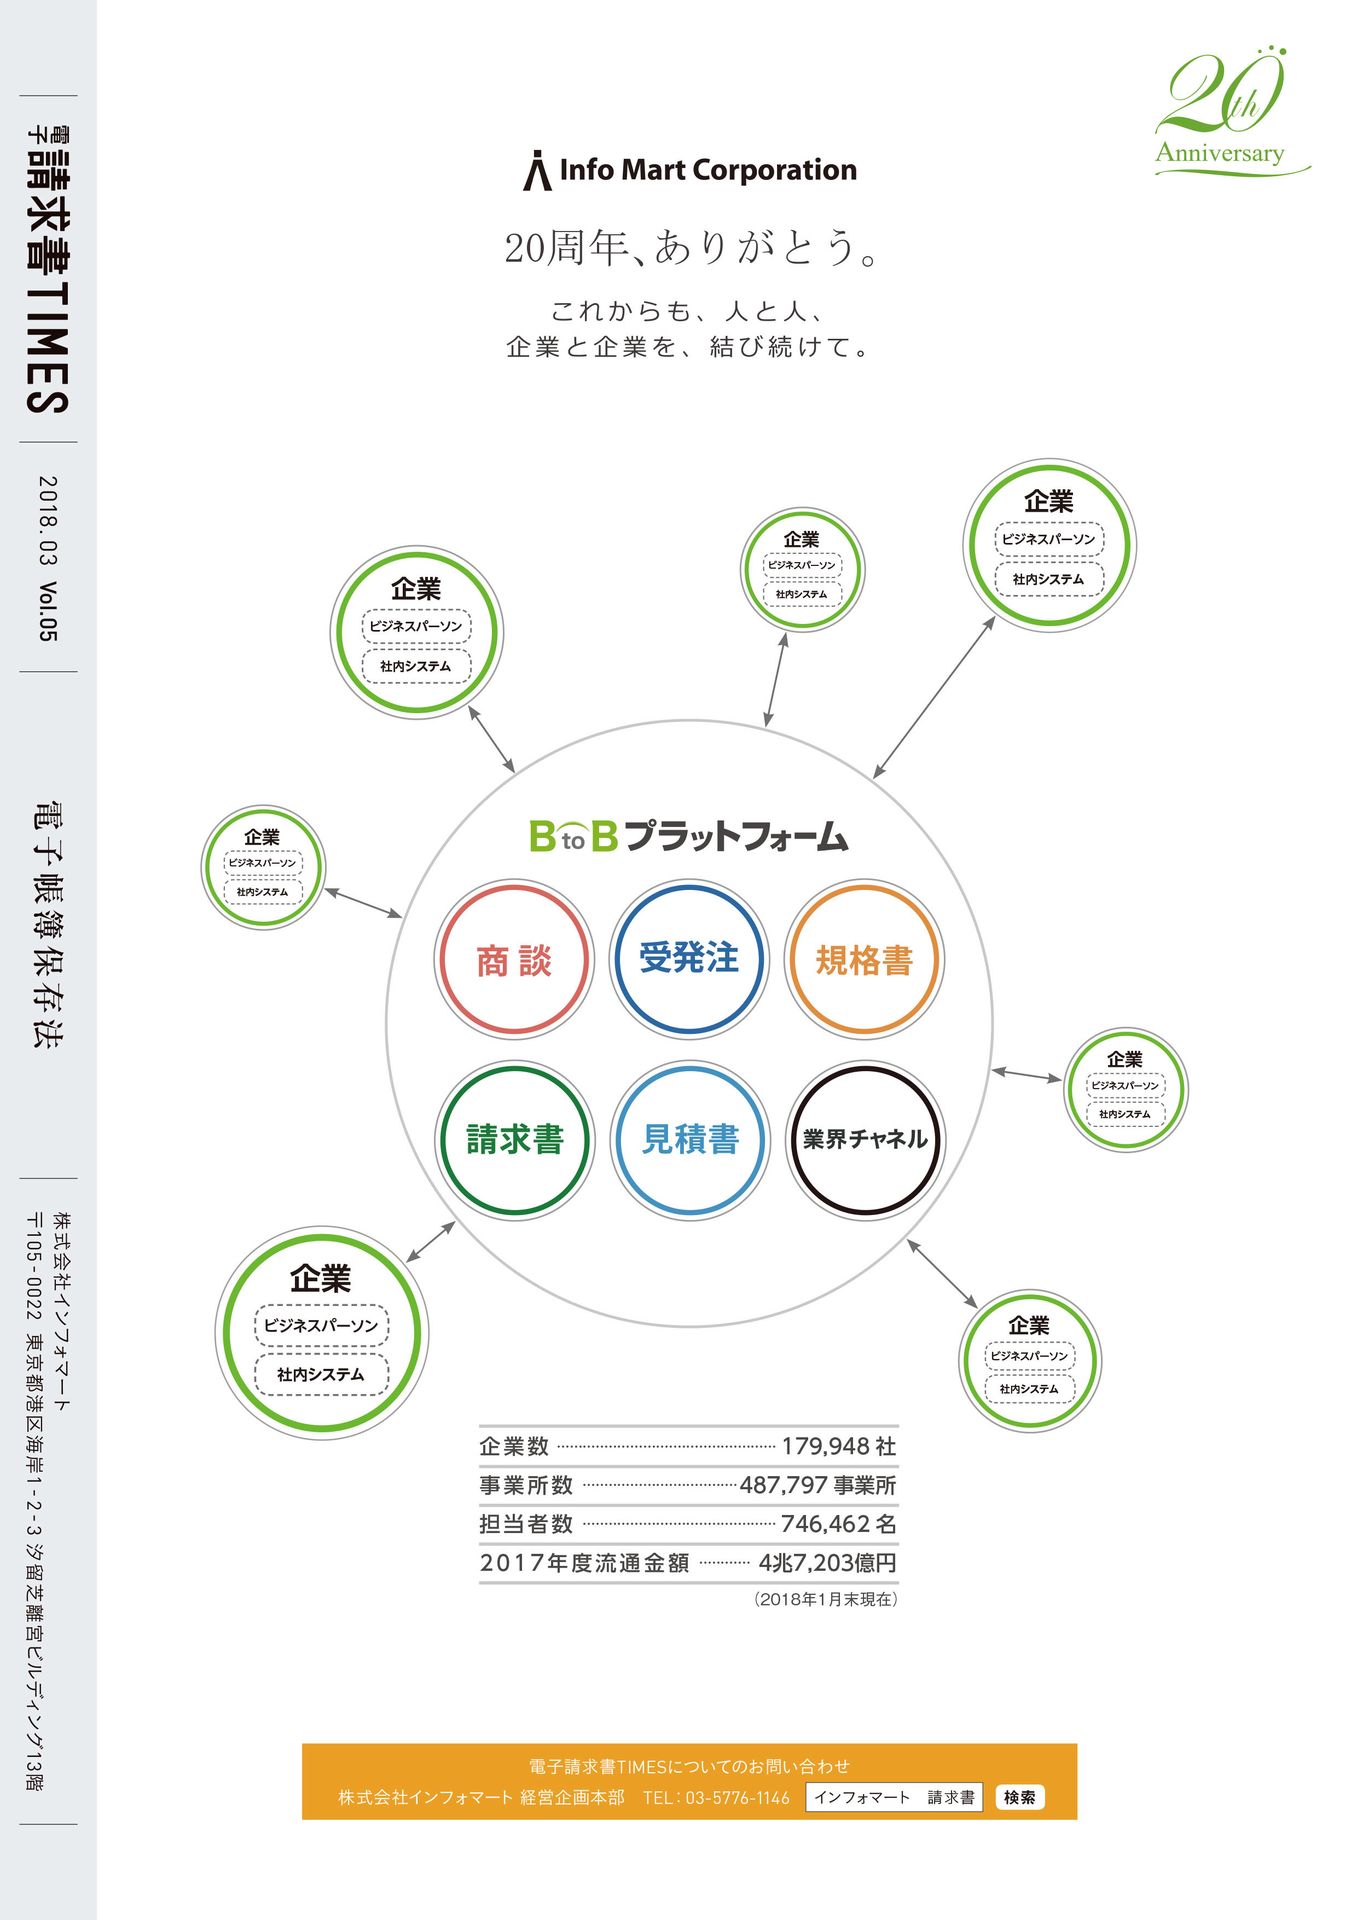 電子請求書TIMES
2018.03 Vol.05
電子帳簿保存法
株式会社インフォマート
〒105-0022 東京都港区海岸1-2-3 汐留芝離宮ビルディング13階
20th
Anniversary
Info Mart Corporation
20周年、ありがとう。
これからも、人と人、
企業と企業を、結び続けて。
企業
ビジネスパーソン
社内システム
企業
ビジネスパーソン
社内システム
企業
ビジネスパーソン
社内システム
企業
ビジネスパーソン
社内システム
BtoBプラットフォーム
商談
受発注
規格書
請求書
見積書
業界チャネル
企業
ビジネスパーソン
社内システム
企業
ビジネスパーソン
社内システム
企業
ビジネスパーソン
社内システム
企業数 179,948 社
事業所数 487,797 事業所
担当者数 746,462 名
2017年度流通金額 4兆7,203億円
(2018年1月末現在)
電子請求書TIMESについてのお問い合わせ
株式会社インフォマート 経営企画本部 TEL:03-5776-1146 インフォマート 請求書 検索